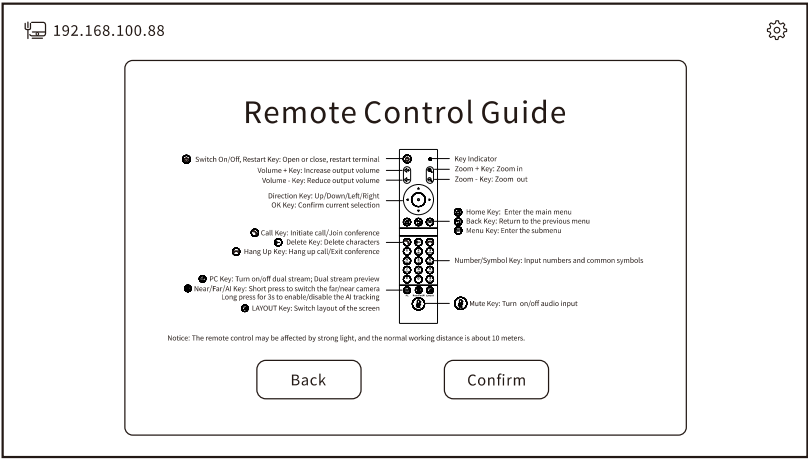 192.168.100.88
Remote Control Guide
Switch On/Off, Restart Key: Open or close, restart terminal
Volume + Key: Increase output volume
Volume - Key: Reduce output volume
Direction Key: Up/Down/Left/Right
OK Key: Confirm current selection
Call Key: Initiate call/Join conference
Delete Key: Delete characters
Hang Up Key: Hang up call/Exit conference
PC Key: Turn on/off dual stream; Dual stream preview
Near/Far/AI Key: Short press to switch the far/near camera
Long press for 3s to enable/disable the AI tracking
LAYOUT Key: Switch layout of the screen
Key Indicator
Zoom + Key: Zoom in
Zoom - Key: Zoom out
Home Key: Enter the main menu
Back Key: Return to the previous menu
Menu Key: Enter the submenu
Number/Symbol Key: Input numbers and common symbols
Mute Key: Turn on/off audio input
Notice: The remote control may be affected by strong light, and the normal working distance is about 10 meters.
Back
Confirm